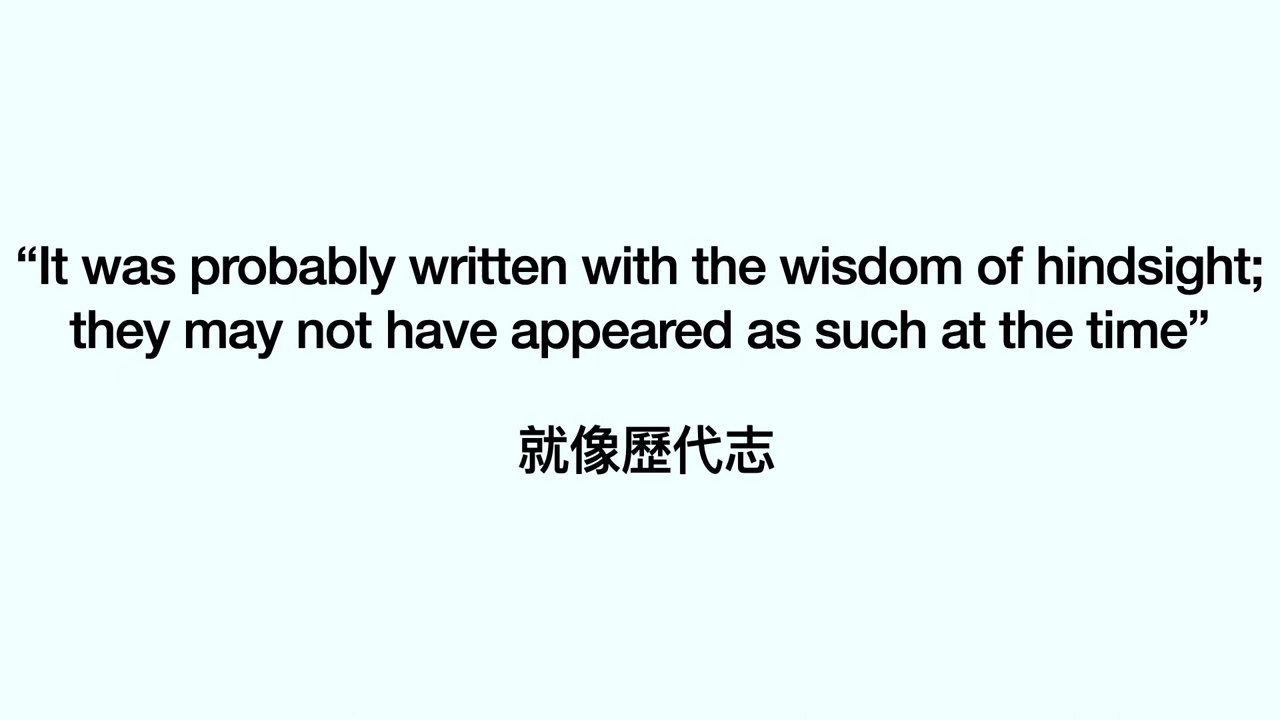 “It was probably written with the wisdom of hindsight;
they may not have appeared as such at the time”
就像歷代志